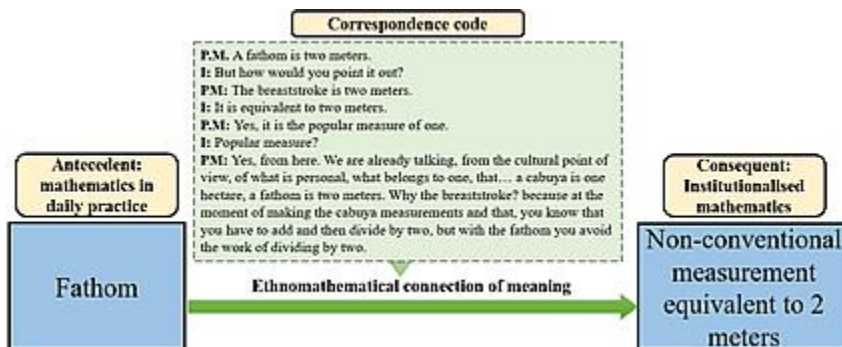 Correspondence code
P.M. A fathom is two meters.
I: But how would you point it out?
PM: The breaststroke is two meters.
I: It is equivalent to two meters.
P.M: Yes, it is the popular measure of one.
I: Popular measure?
PM: Yes, from here. We are already talking, from the cultural point of
view, of what is personal, what belongs to one, that… a cabuya is one
hectare, a fathom is two meters. Why the breaststroke? because at the
moment of making the cabuya measurements and that, you know that
you have to add and then divide by two, but with the fathom you avoid
the work of dividing by two.
Antecedent:
mathematics in
daily practice
Fathom
Ethnomathematical connection of meaning
Consequent:
Institutionalised
mathematics
Non-conventional
measurement
equivalent to 2
meters